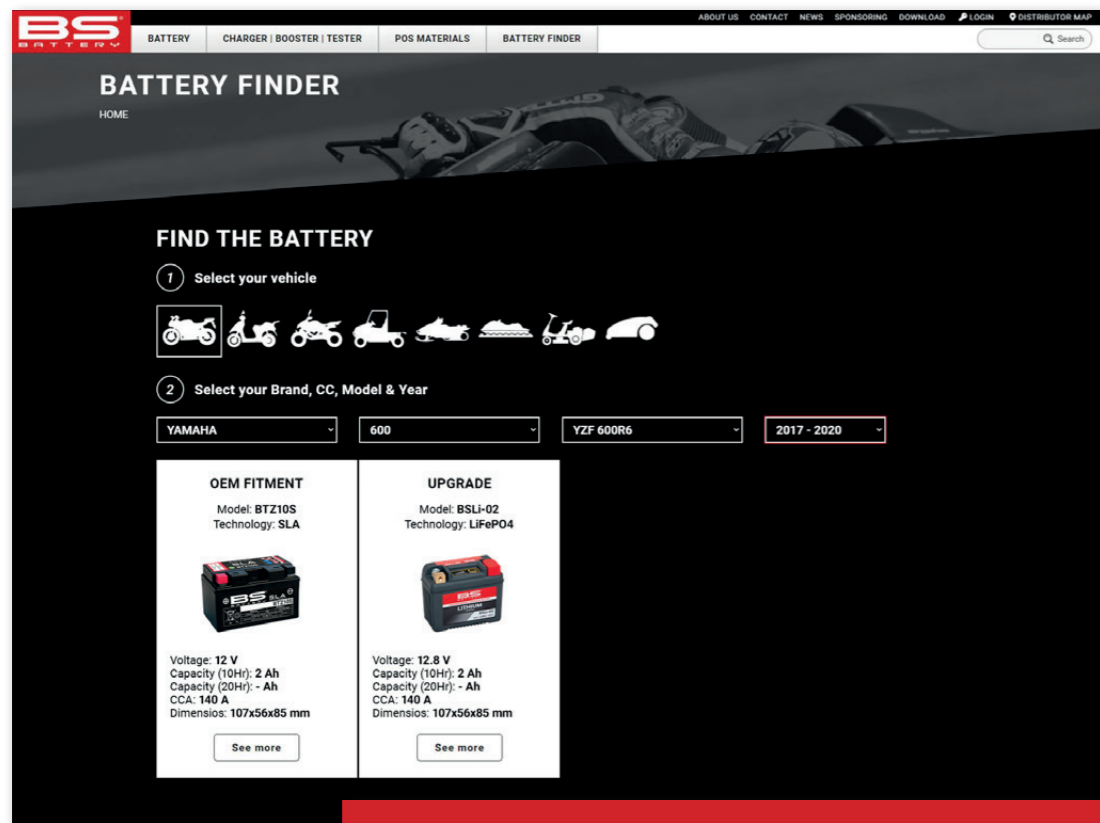 ABOUT US CONTACT NEWS SPONSORING DOWNLOAD LOGIN DISTRIBUTOR MAP
BS
BATTERY
BATTERY CHARGER | BOOSTER | TESTER POS MATERIALS BATTERY FINDER Search
BATTERY FINDER
HOME
FIND THE BATTERY
1 Select your vehicle
2 Select your Brand, CC, Model & Year
YAMAHA 600 YZF 600R6 2017 - 2020
OEM FITMENT
Model: BTZ10S
Technology: SLA
BS
SLA
BTZ10S
Voltage: 12 V
Capacity (10Hr): 2 Ah
Capacity (20Hr): - Ah
CCA: 140 A
Dimensios: 107x56x85 mm
See more
UPGRADE
Model: BSLi-02
Technology: LiFePO4
BS
LITHIUM
Voltage: 12.8 V
Capacity (10Hr): 2 Ah
Capacity (20Hr): - Ah
CCA: 140 A
Dimensios: 107x56x85 mm
See more